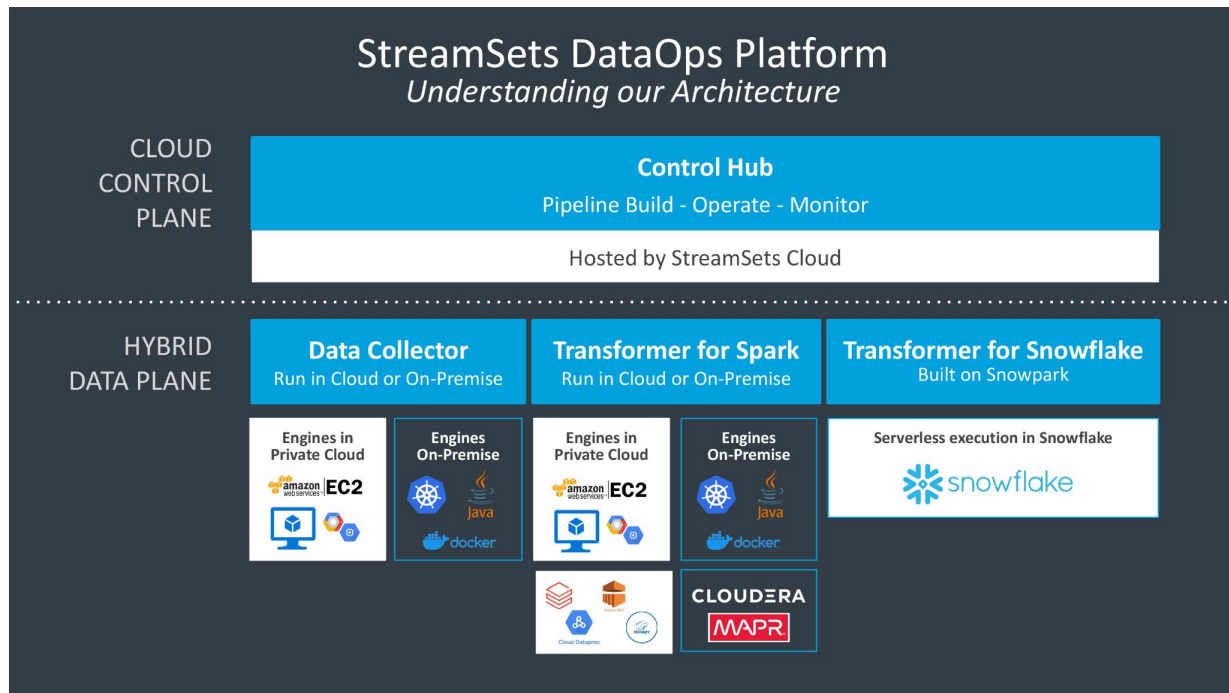 StreamSets DataOps Platform
Understanding our Architecture
CLOUD
CONTROL
PLANE
Control Hub
Pipeline Build - Operate - Monitor
Hosted by StreamSets Cloud
HYBRID
DATA PLANE
Data Collector
Run in Cloud or On-Premise
Transformer for Spark
Run in Cloud or On-Premise
Transformer for Snowflake
Built on Snowpark
Engines in
Private Cloud
amazon
web services™
EC2
Engines
On-Premise
Java
docker
Engines in
Private Cloud
amazon
web services™
EC2
Engines
On-Premise
Java
docker
Serverless execution in Snowflake
snowflake
Cloud Dataproc
CLOUDERA
MAPR.